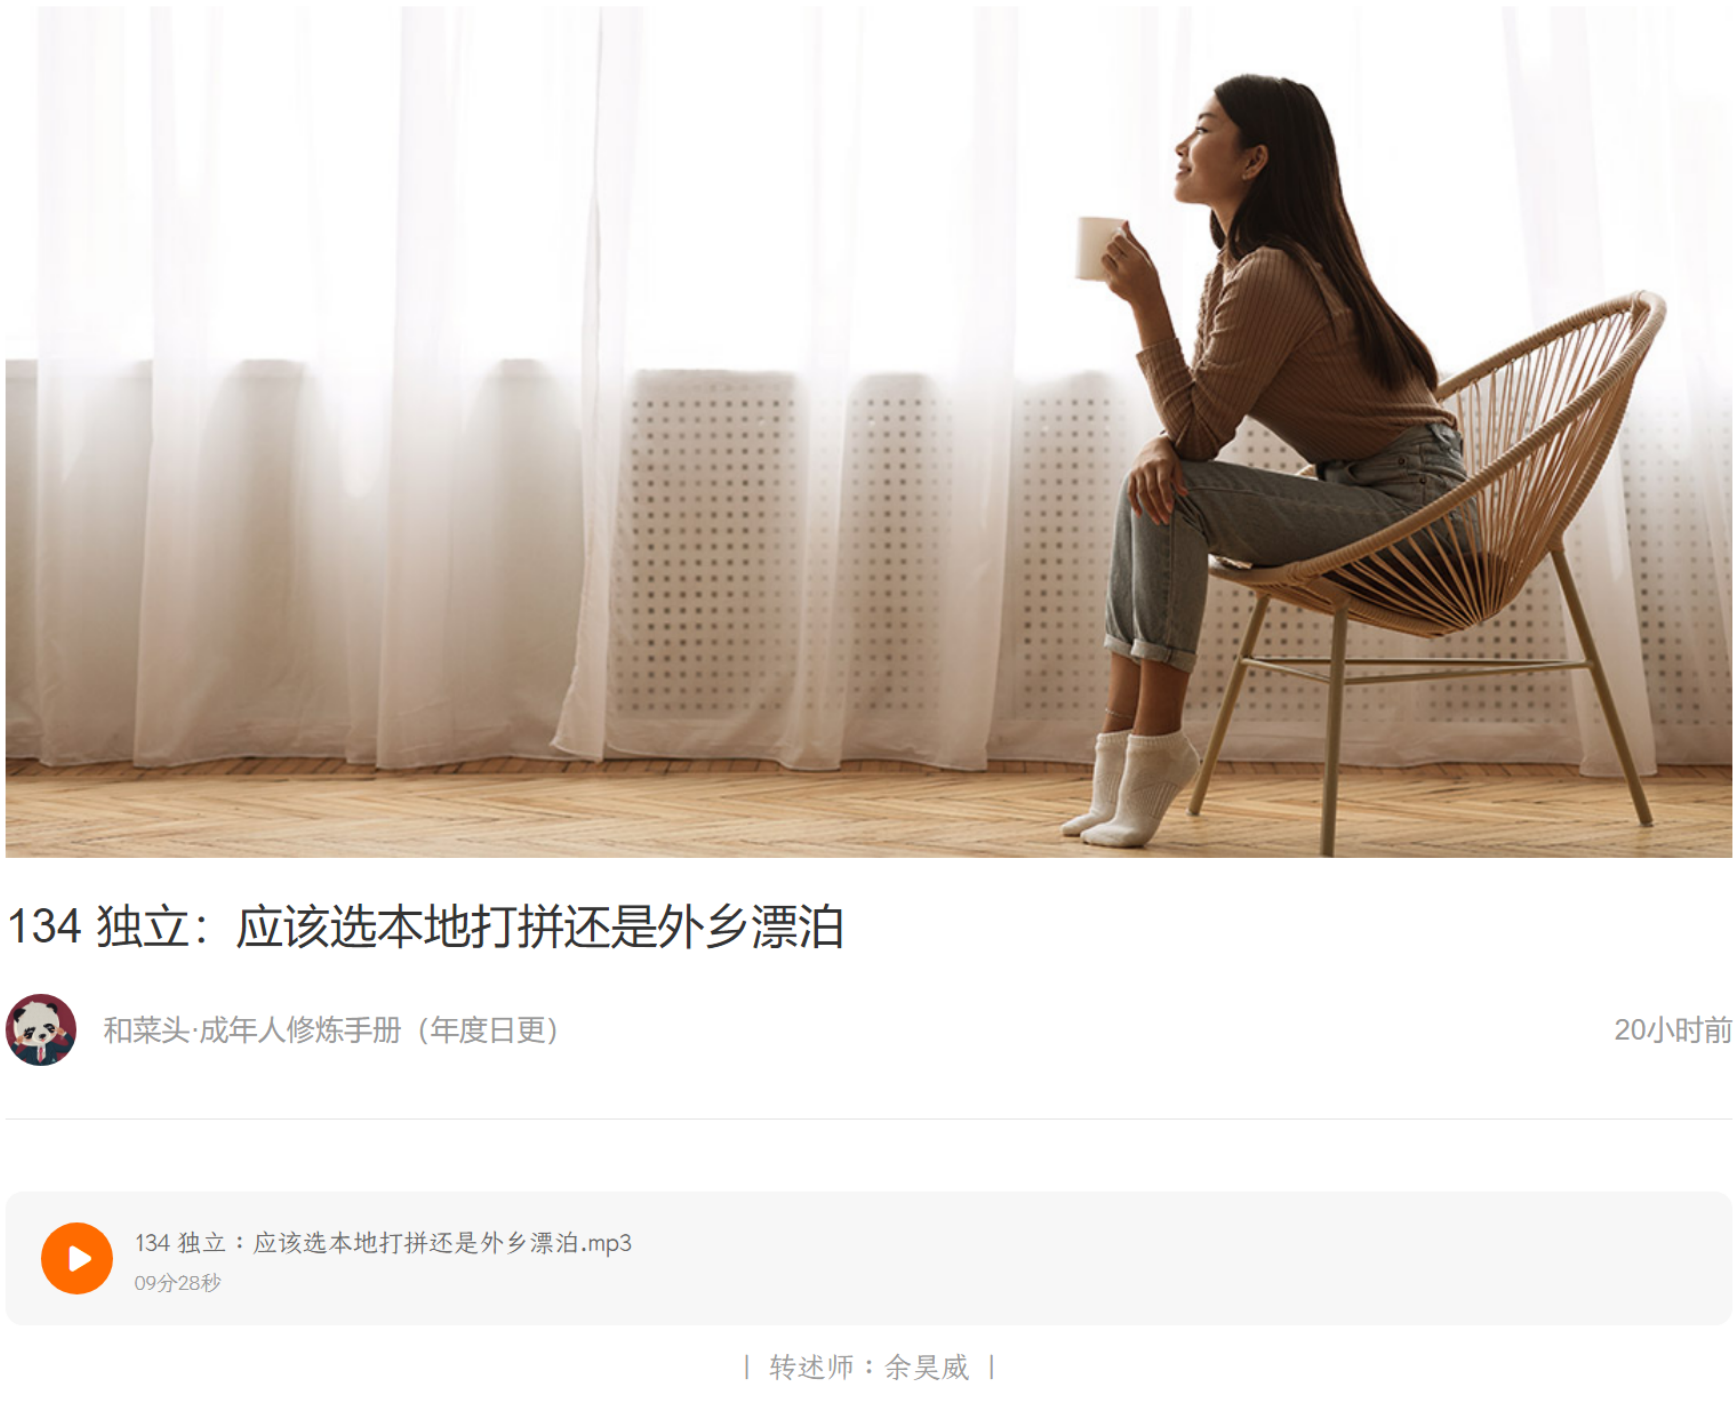 134 独立：应该选本地打拼还是外乡漂泊
和菜头·成年人修炼手册（年度日更）
20小时前
134 独立：应该选本地打拼还是外乡漂泊.mp3
09分28秒
| 转述师：余昊威 |